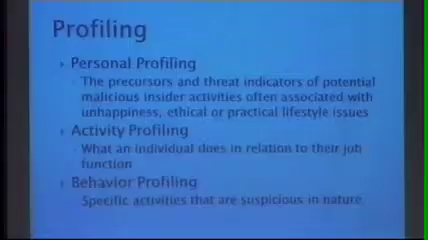 Profiling
Personal Profiling
The precursors and threat indicators of potential
malicious insider activities often associated with
unhappiness, ethical or practical lifestyle issues
Activity Profiling
What an individual does in relation to their job
function
Behavior Profiling
Specific activities that are suspicious in nature